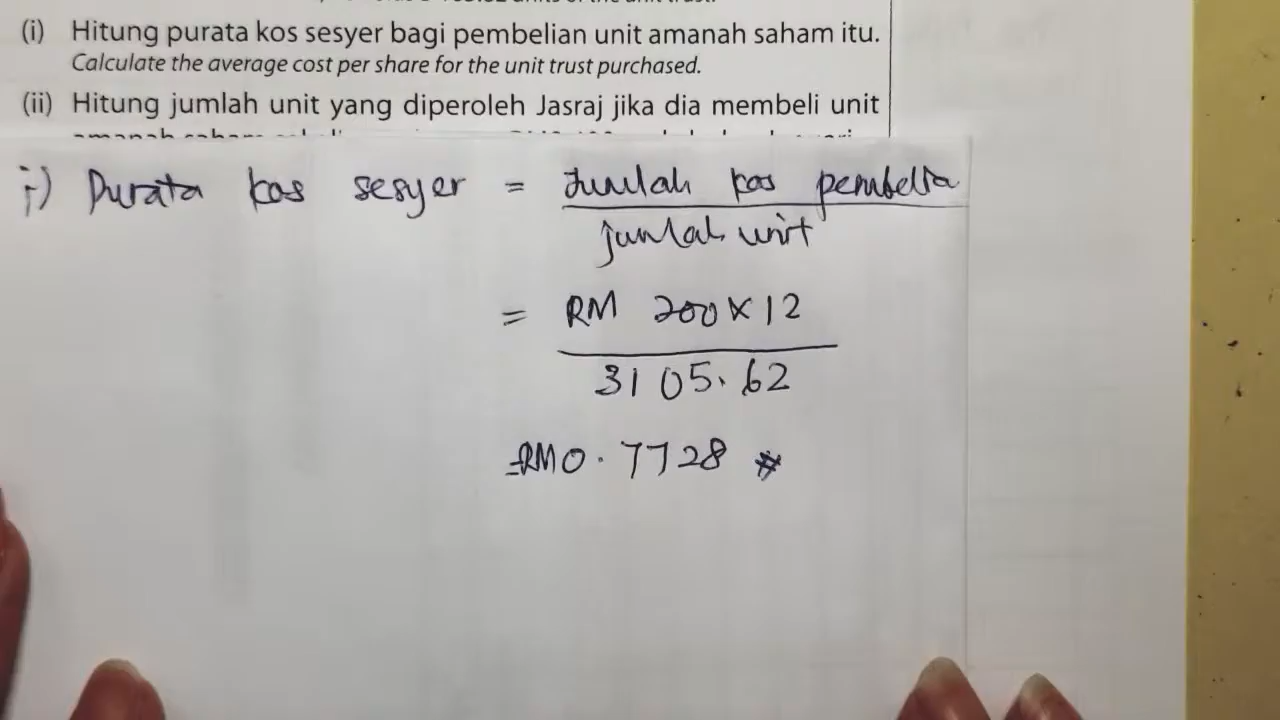 (i) Hitung purata kos sesyer bagi pembelian unit amanah saham itu.
Calculate the average cost per share for the unit trust purchased.
(ii) Hitung jumlah unit yang diperoleh Jasraj jika dia membeli unit
i) Purata kos sesyer = Jumlah kos pembelia
jumlah unit
= RM 200 x 12
3105.62
=RM0.7728 #